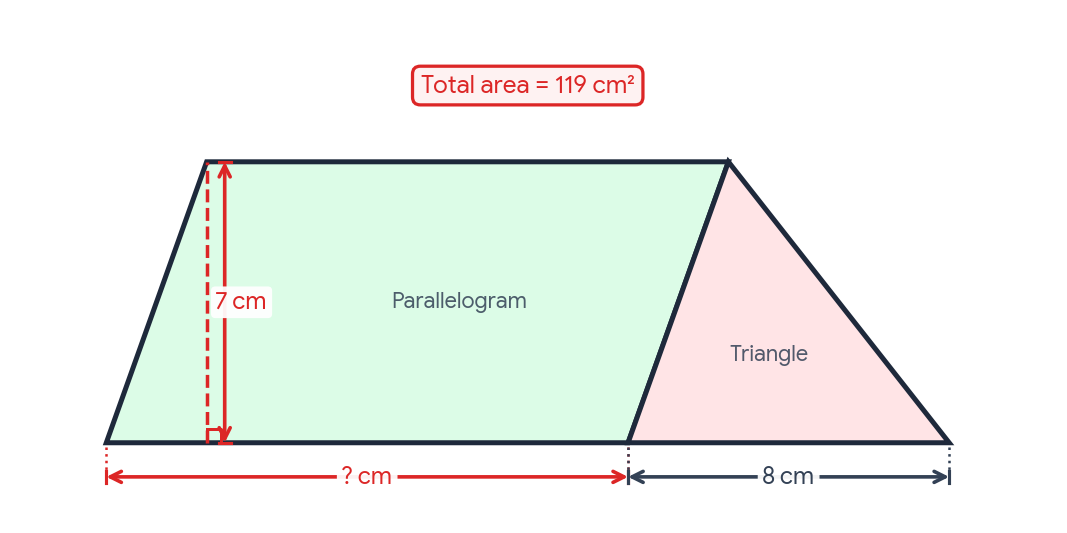 Total area = 119 cm²
7 cm
Parallelogram
Triangle
? cm
8 cm